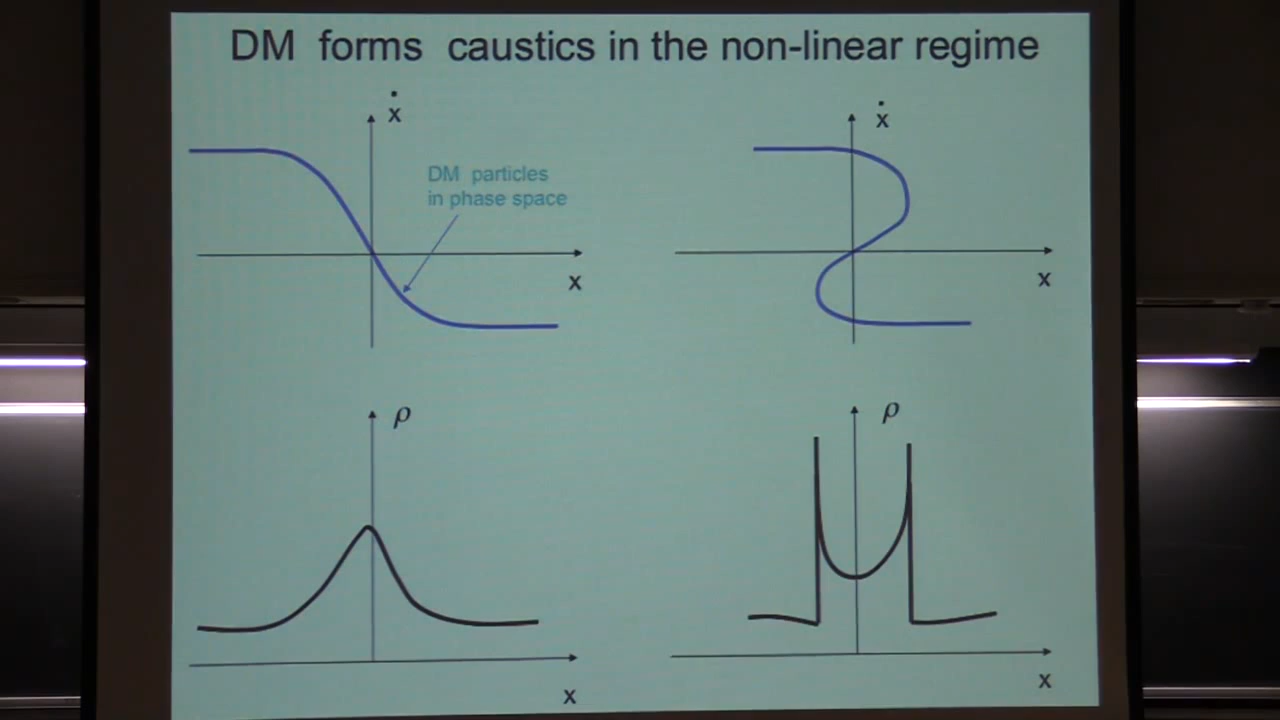 DM forms caustics in the non-linear regime
ẋ
ẋ
DM particles
in phase space
x
x
ρ
ρ
x
x